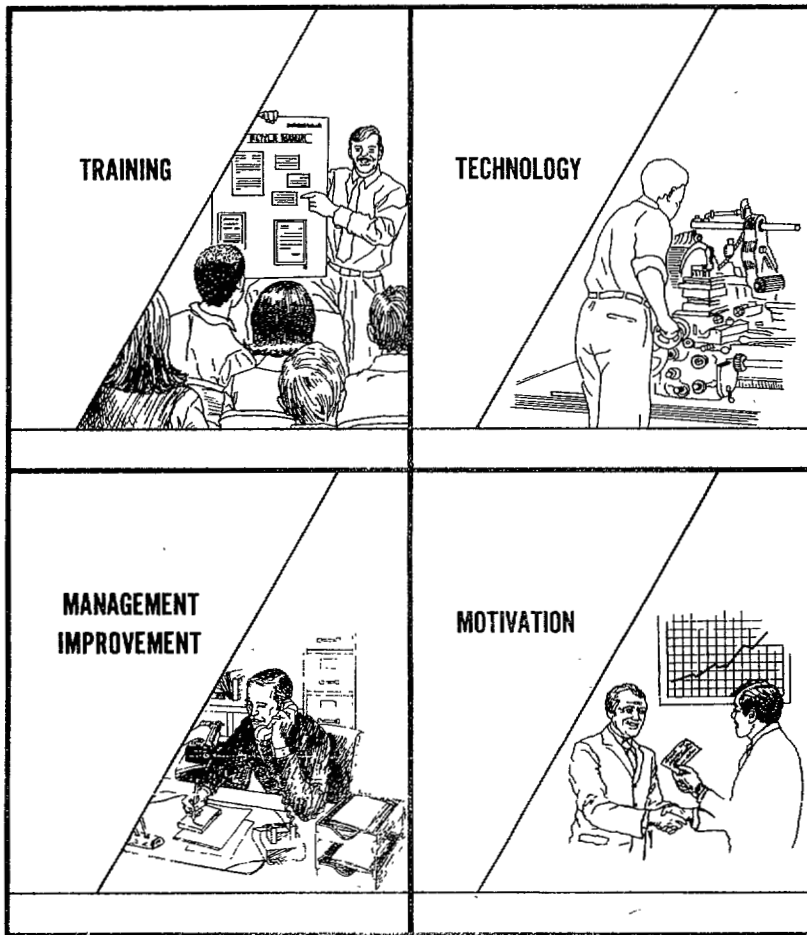 TRAINING
TECHNOLOGY
MANAGEMENT
IMPROVEMENT
MOTIVATION